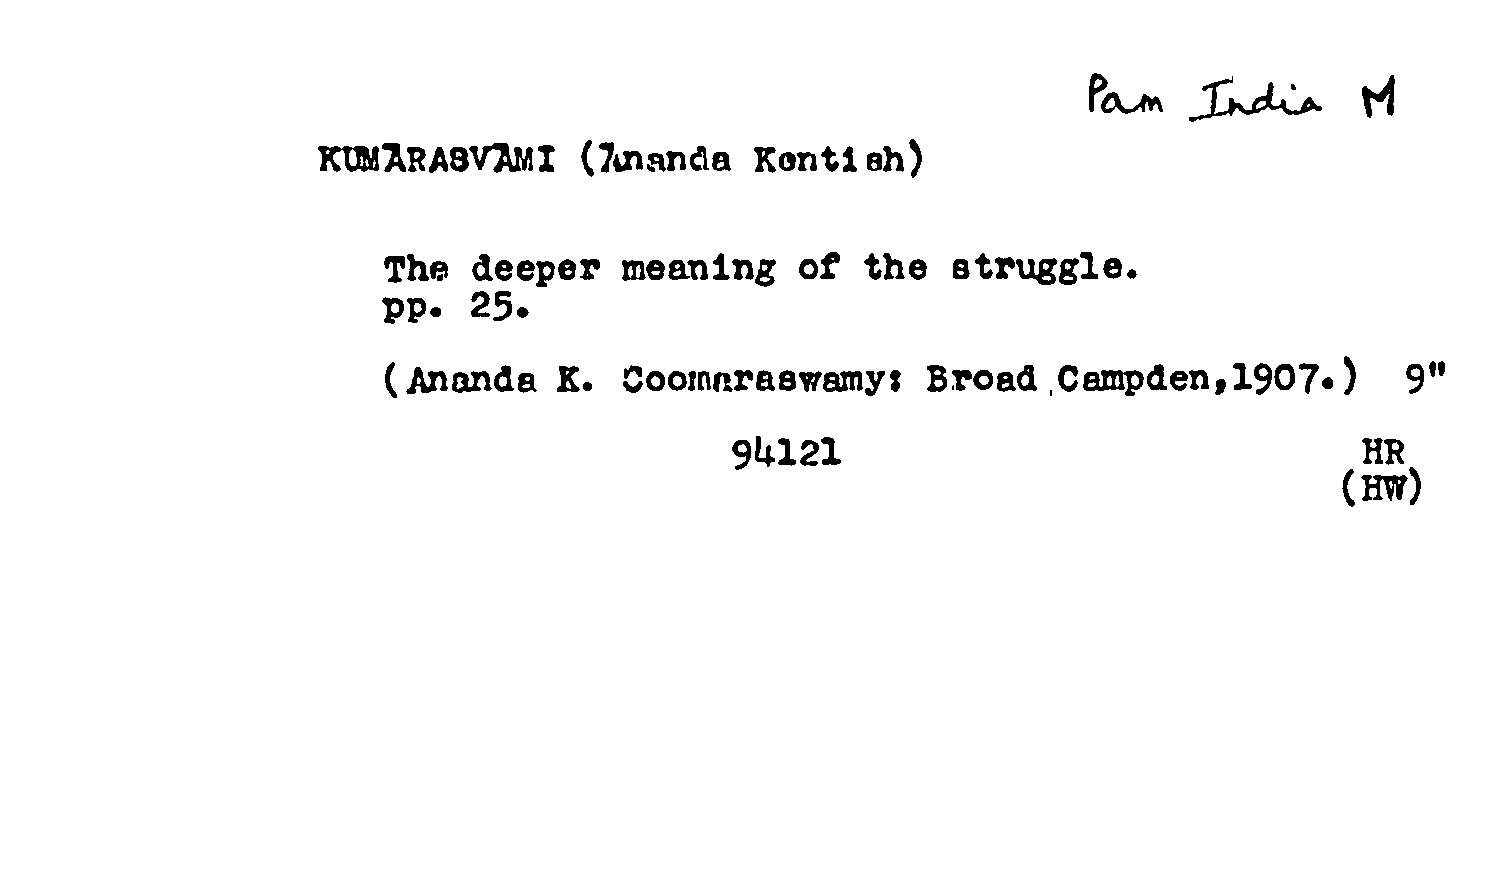 Pam India M
KUMĀRASVĀMI (Ānanda Kentish)
The deeper meaning of the struggle.
pp. 25.
(Ananda K. Coomaraswamy: Broad Campden,1907.) 9"
94121 HR
(HW)